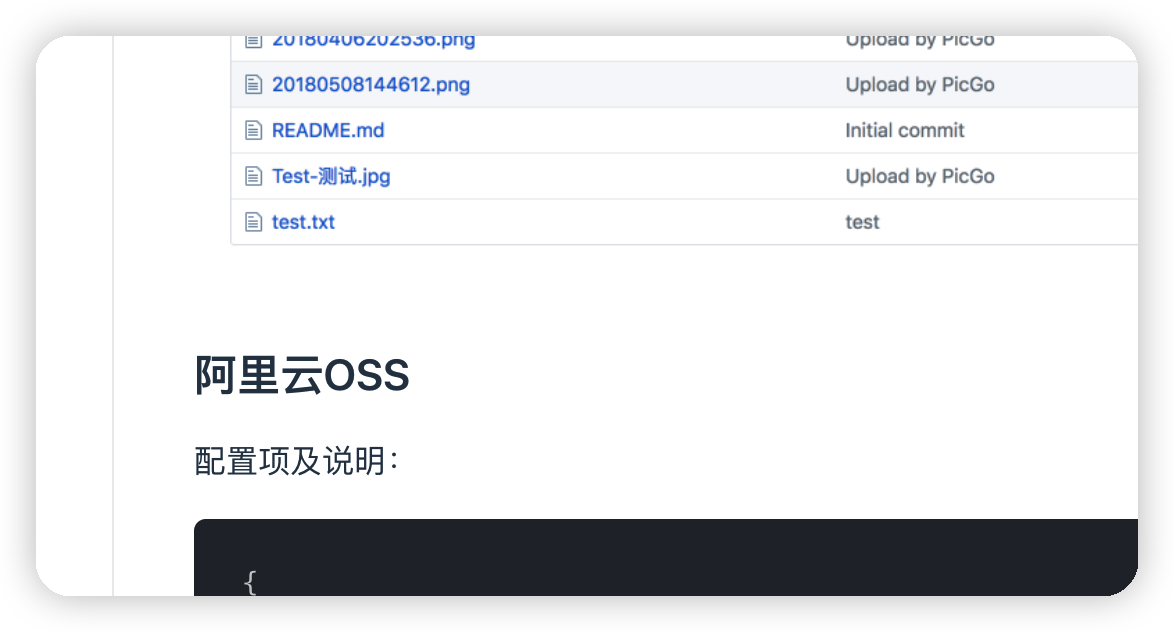 20180406202536.png Upload by PicGo
20180508144612.png Upload by PicGo
README.md Initial commit
Test-测试.jpg Upload by PicGo
test.txt test
阿里云OSS
配置项及说明：
{